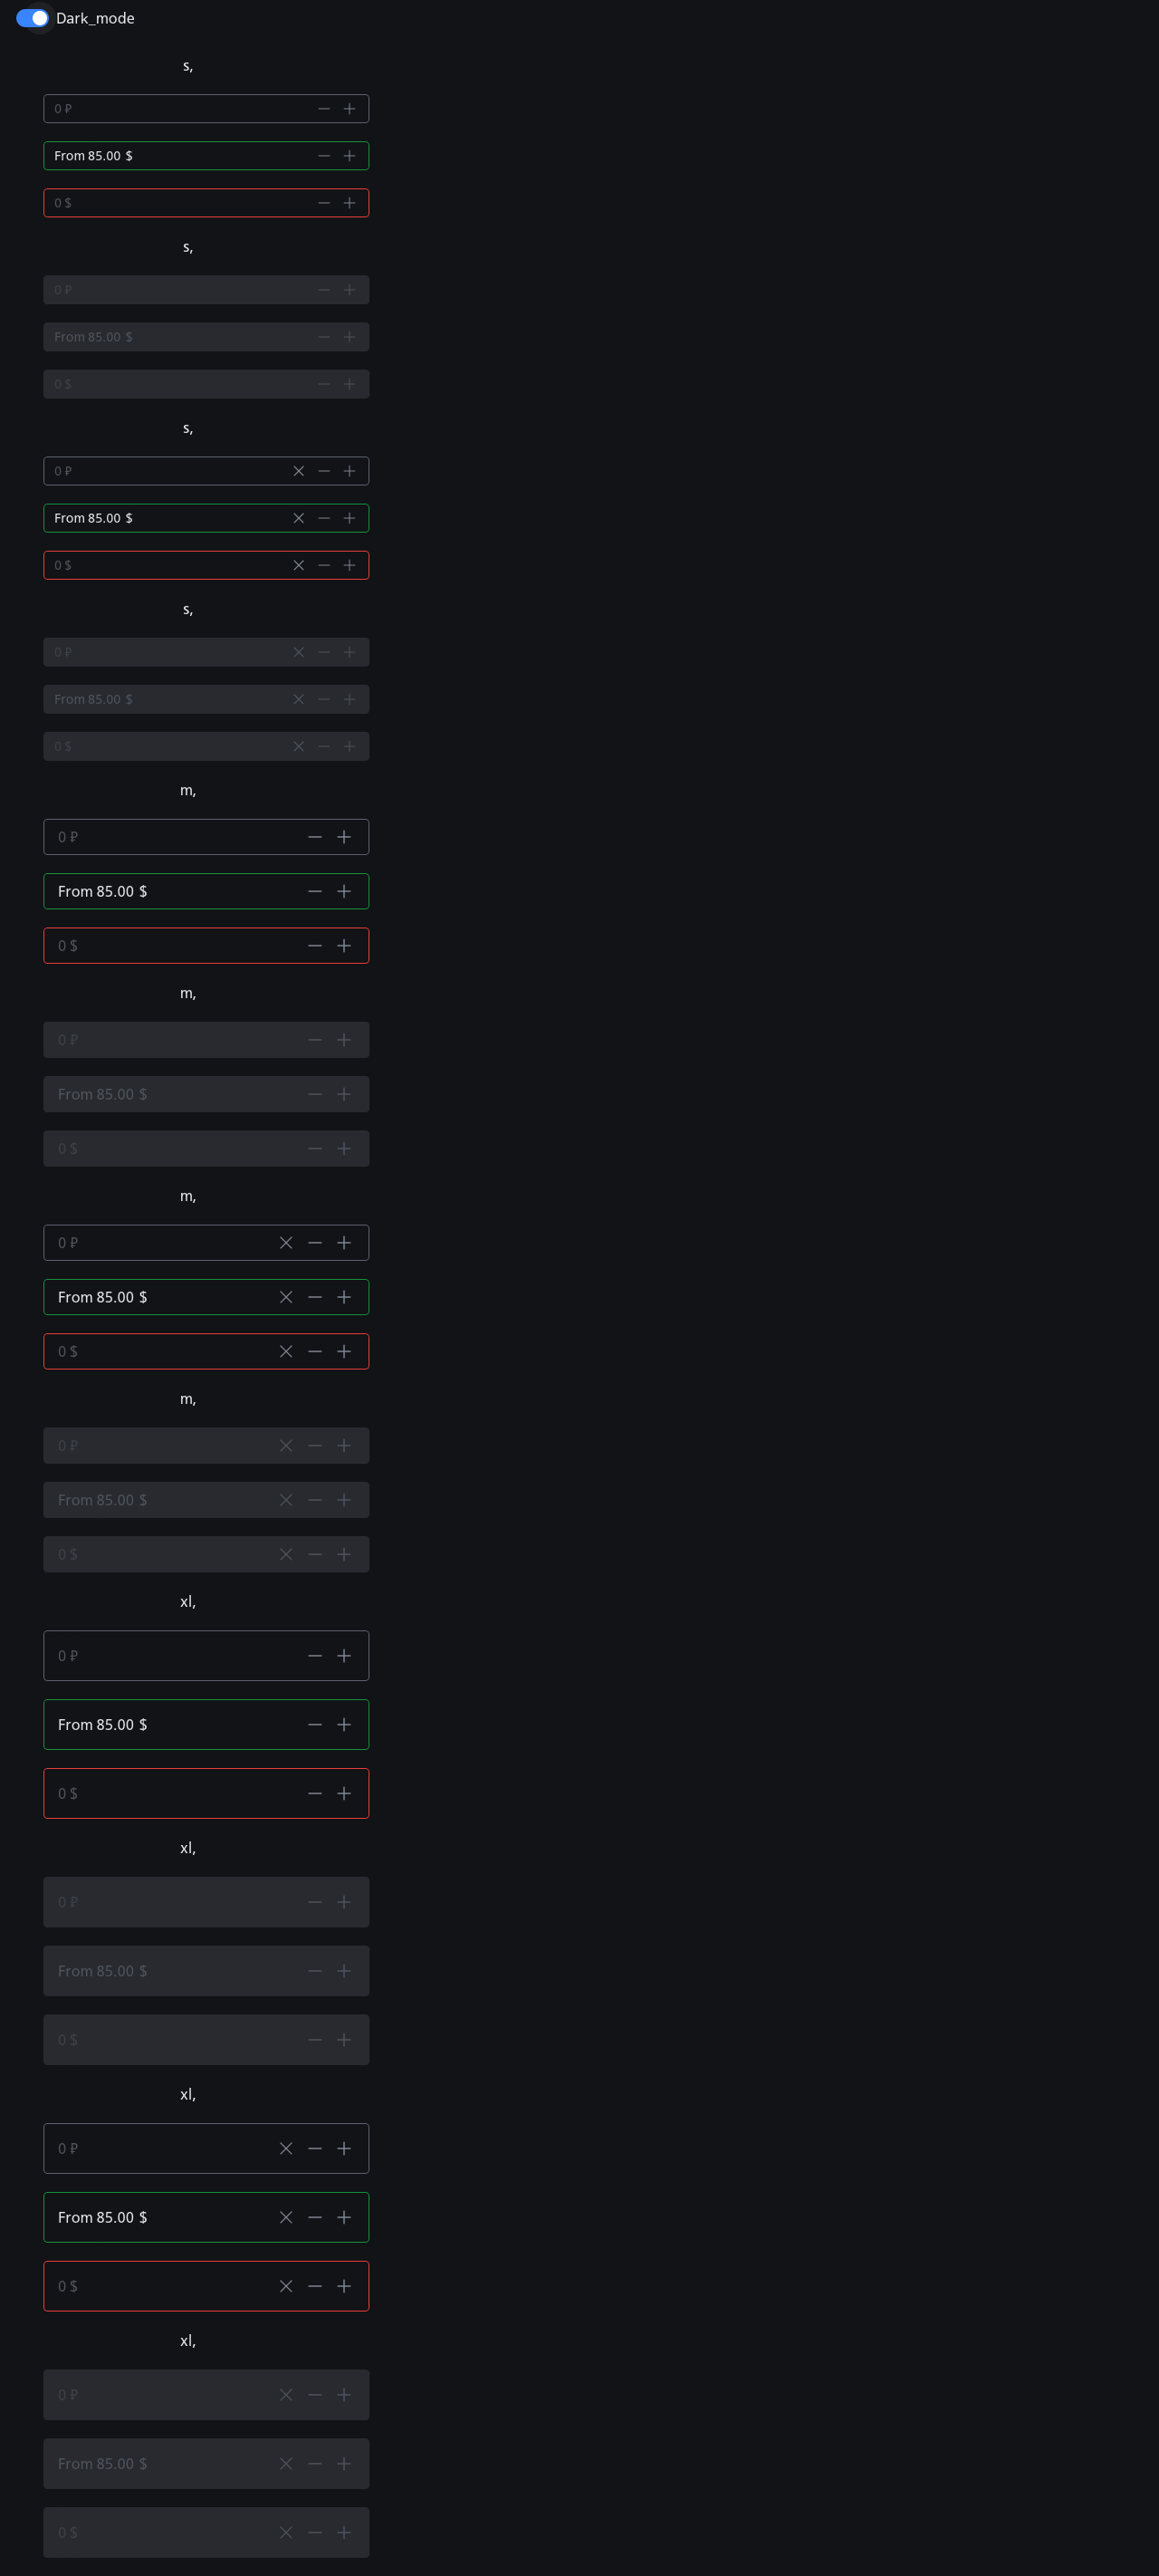 Dark_mode
s,
0 ₽
From 85.00 $
0 $
s,
0 ₽
From 85.00 $
0 $
s,
0 ₽
From 85.00 $
0 $
s,
0 ₽
From 85.00 $
0 $
m,
0 ₽
From 85.00 $
0 $
m,
0 ₽
From 85.00 $
0 $
m,
0 ₽
From 85.00 $
0 $
m,
0 ₽
From 85.00 $
0 $
xl,
0 ₽
From 85.00 $
0 $
xl,
0 ₽
From 85.00 $
0 $
xl,
0 ₽
From 85.00 $
0 $
xl,
0 ₽
From 85.00 $
0 $